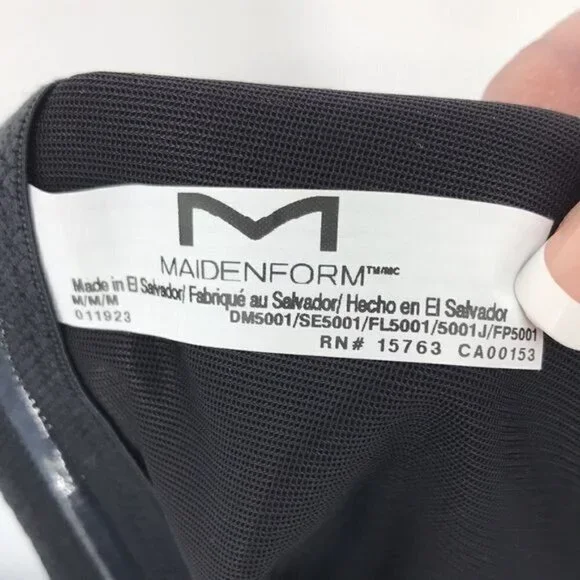 M
MAIDENFORM™/MC
Made in El Salvador/ Fabriqué au Salvador/ Hecho en El Salvador
M/M/M
DM5001/SE5001/FL5001/5001J/FP5001
011923
RN# 15763 CA00153